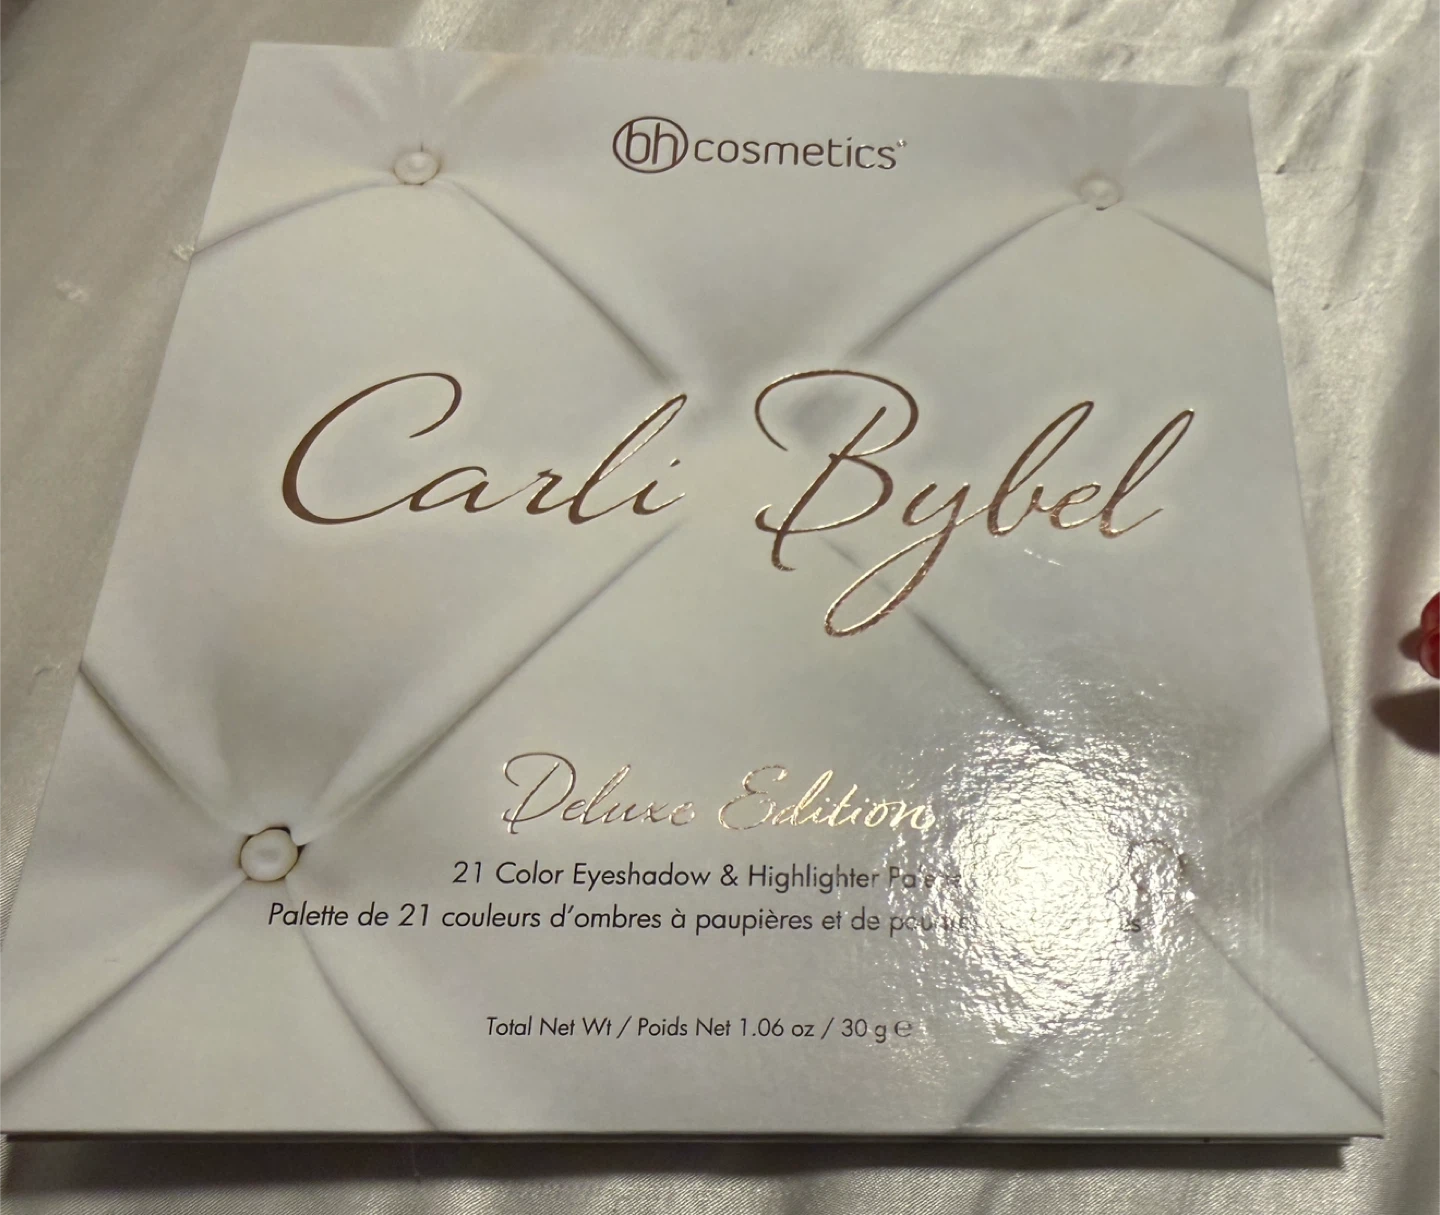 bh cosmetics®
Carli Bybel
Deluxe Edition
21 Color Eyeshadow & Highlighter
Palette de 21 couleurs d'ombres à paupières et de
Total Net Wt / Poids Net 1.06 oz / 30 g ℮